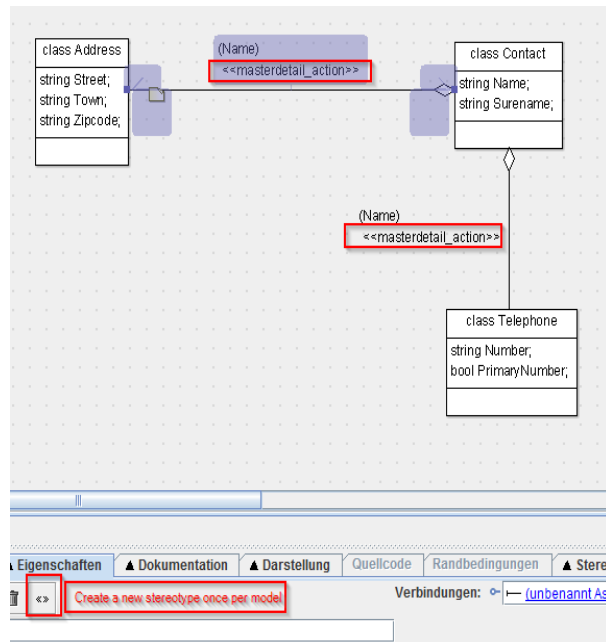 class Address
string Street;
string Town;
string Zipcode;
(Name)
<<masterdetail_action>>
class Contact
string Name;
string Surename;
(Name)
<<masterdetail_action>>
class Telephone
string Number;
bool PrimaryNumber;
Eigenschaften
Dokumentation
Darstellung
Quellcode
Randbedingungen
Stere
«»
Create a new stereotype once per model
Verbindungen:
(unbenannt As